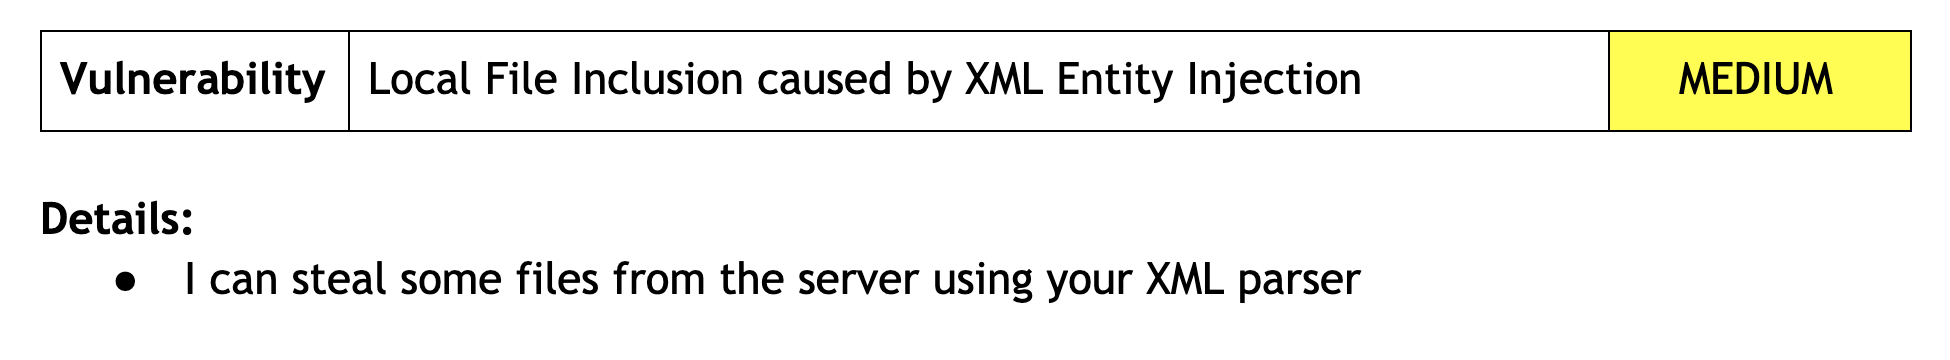 Vulnerability Local File Inclusion caused by XML Entity Injection MEDIUM
Details:
● I can steal some files from the server using your XML parser